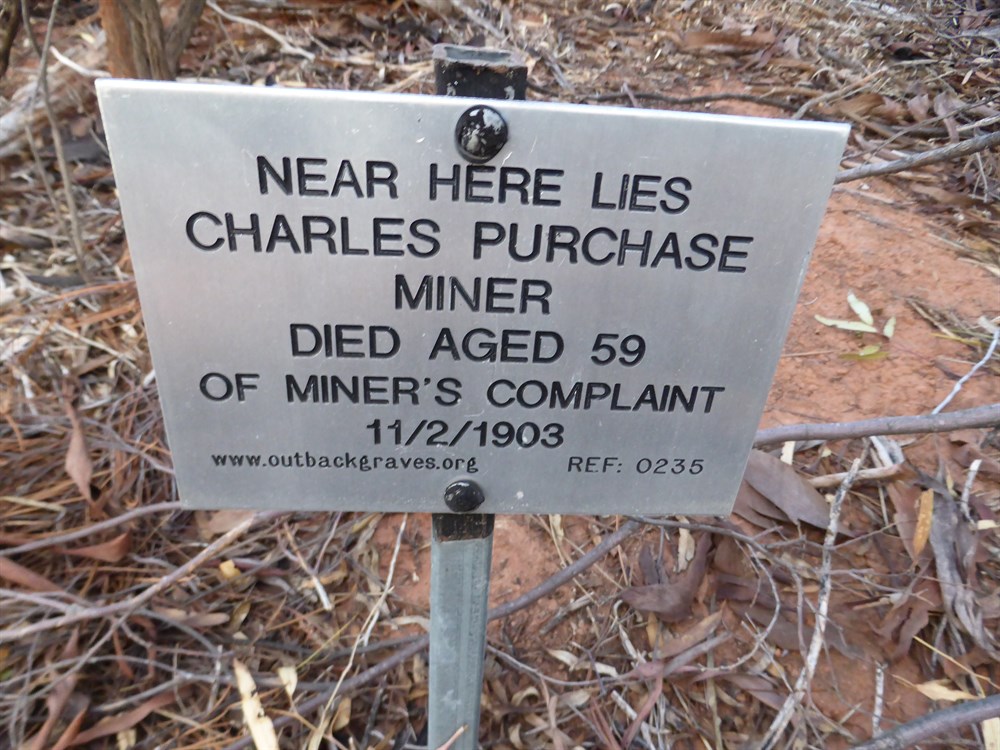 NEAR HERE LIES
CHARLES PURCHASE
MINER
DIED AGED 59
OF MINER'S COMPLAINT
11/2/1903
www.outbackgraves.org REF: 0235